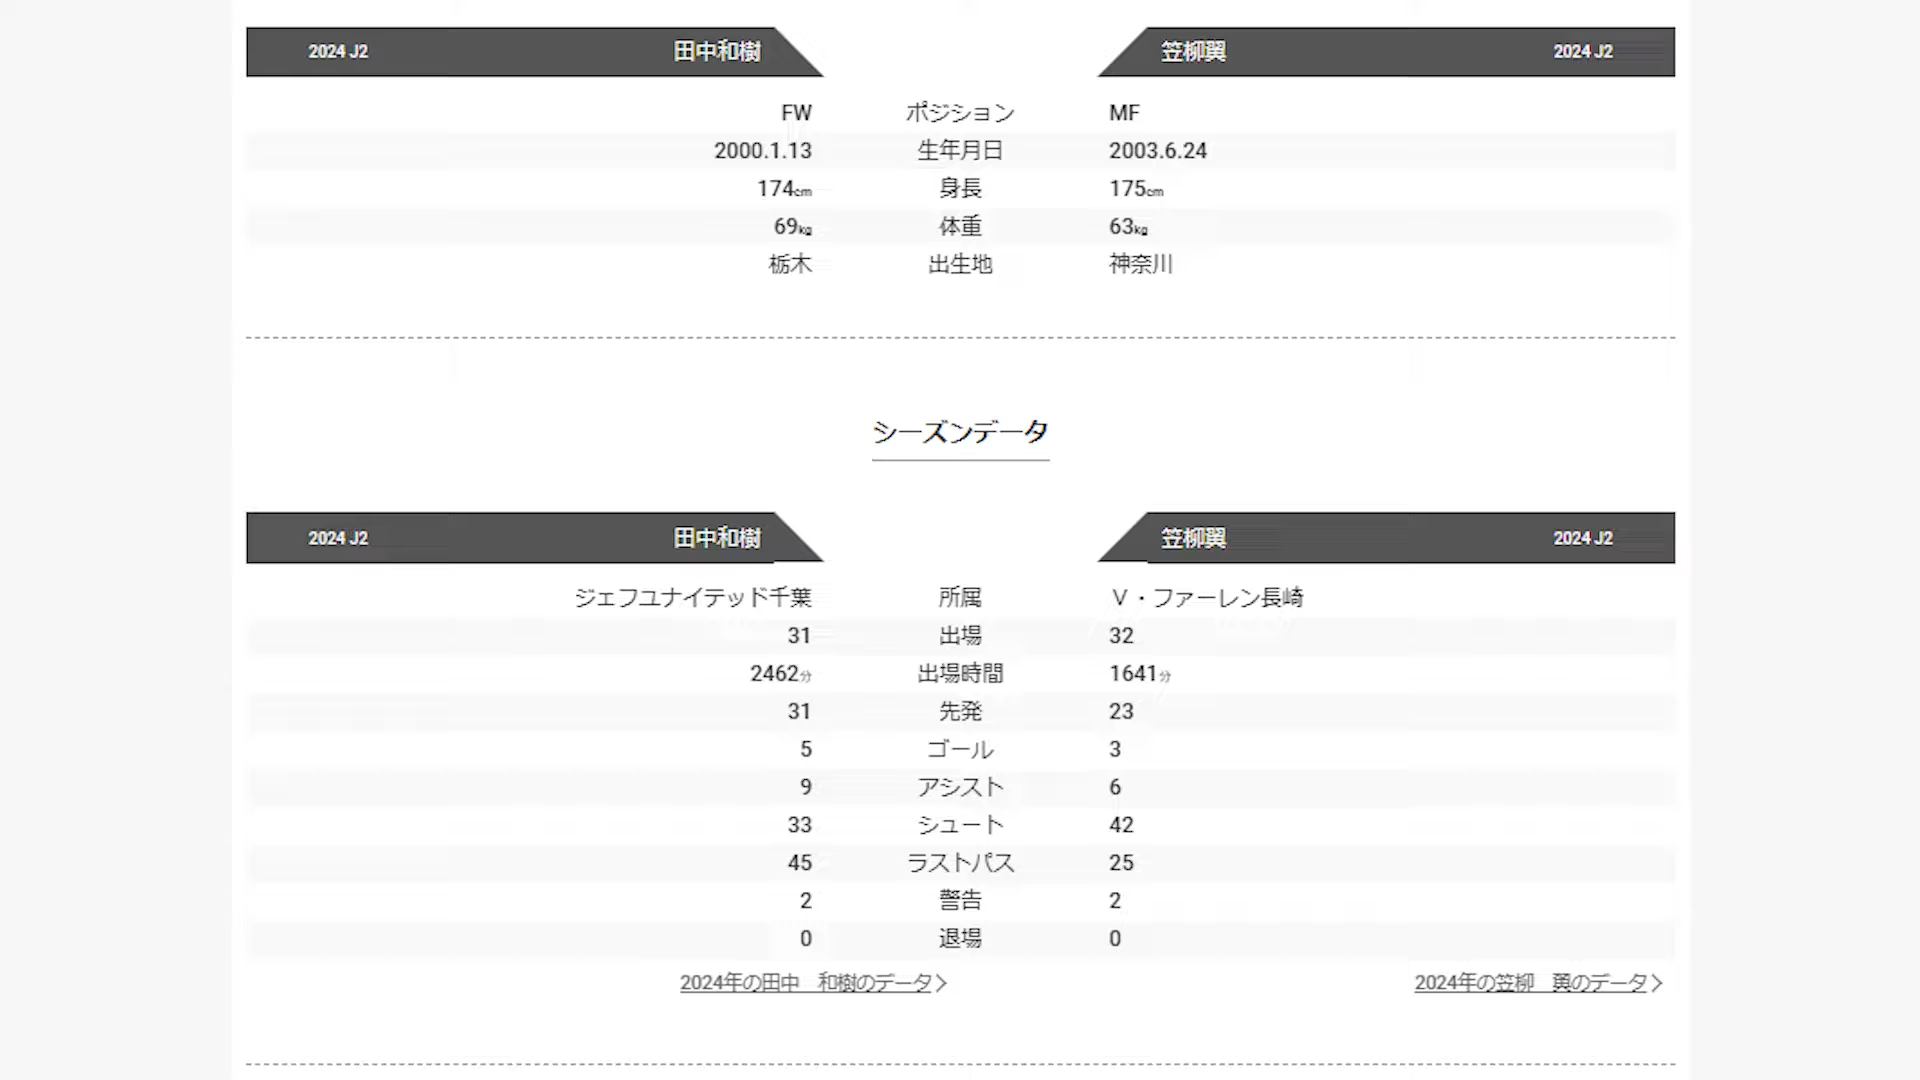 2024 J2 田中和樹 笠柳翼 2024 J2
FW ポジション MF
2000.1.13 生年月日 2003.6.24
174cm 身長 175cm
69kg 体重 63kg
栃木 出生地 神奈川
シーズンデータ
2024 J2 田中和樹 笠柳翼 2024 J2
ジェフユナイテッド千葉 所属 Ｖ・ファーレン長崎
31 出場 32
2462分 出場時間 1641分
31 先発 23
5 ゴール 3
9 アシスト 6
33 シュート 42
45 ラストパス 25
2 警告 2
0 退場 0
2024年の田中　和樹のデータ 2024年の笠柳　翼のデータ